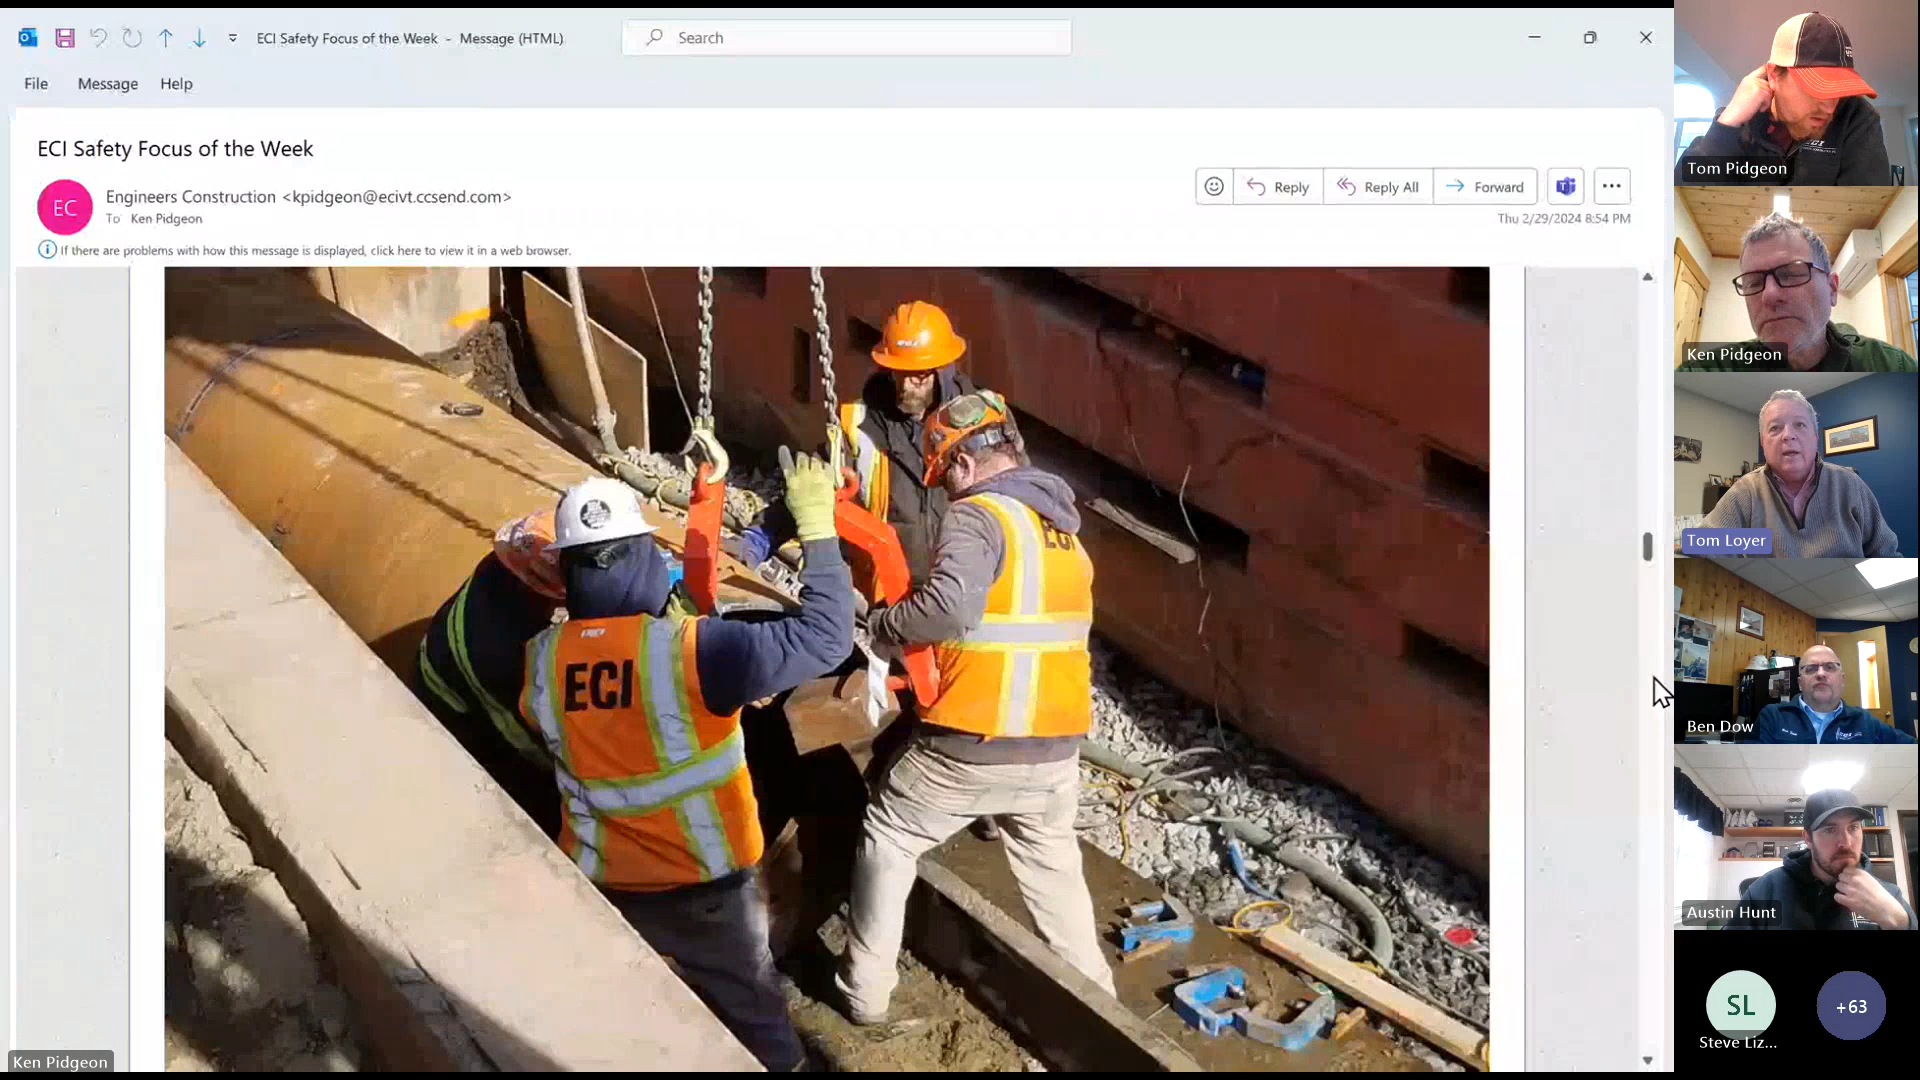 ECI Safety Focus of the Week - Message (HTML)
Search
File Message Help
ECI Safety Focus of the Week
EC
Engineers Construction <kpidgeon@ecivt.ccsend.com>
To Ken Pidgeon
Reply
Reply All
Forward
Thu 2/29/2024 8:54 PM
If there are problems with how this message is displayed, click here to view it in a web browser.
ECI
ECI
Tom Pidgeon
Ken Pidgeon
Tom Loyer
Ben Dow
Austin Hunt
SL
Steve Liz...
+63
Ken Pidgeon